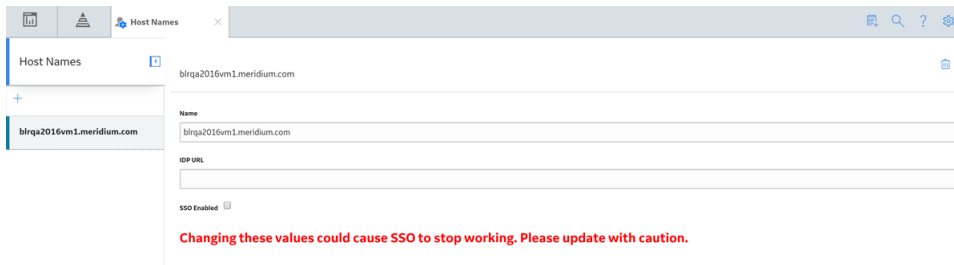 Host Names
Host Names
blrqa2016vm1.meridium.com
blrqa2016vm1.meridium.com
Name
blrqa2016vm1.meridium.com
IDP URL
SSO Enabled
Changing these values could cause SSO to stop working. Please update with caution.